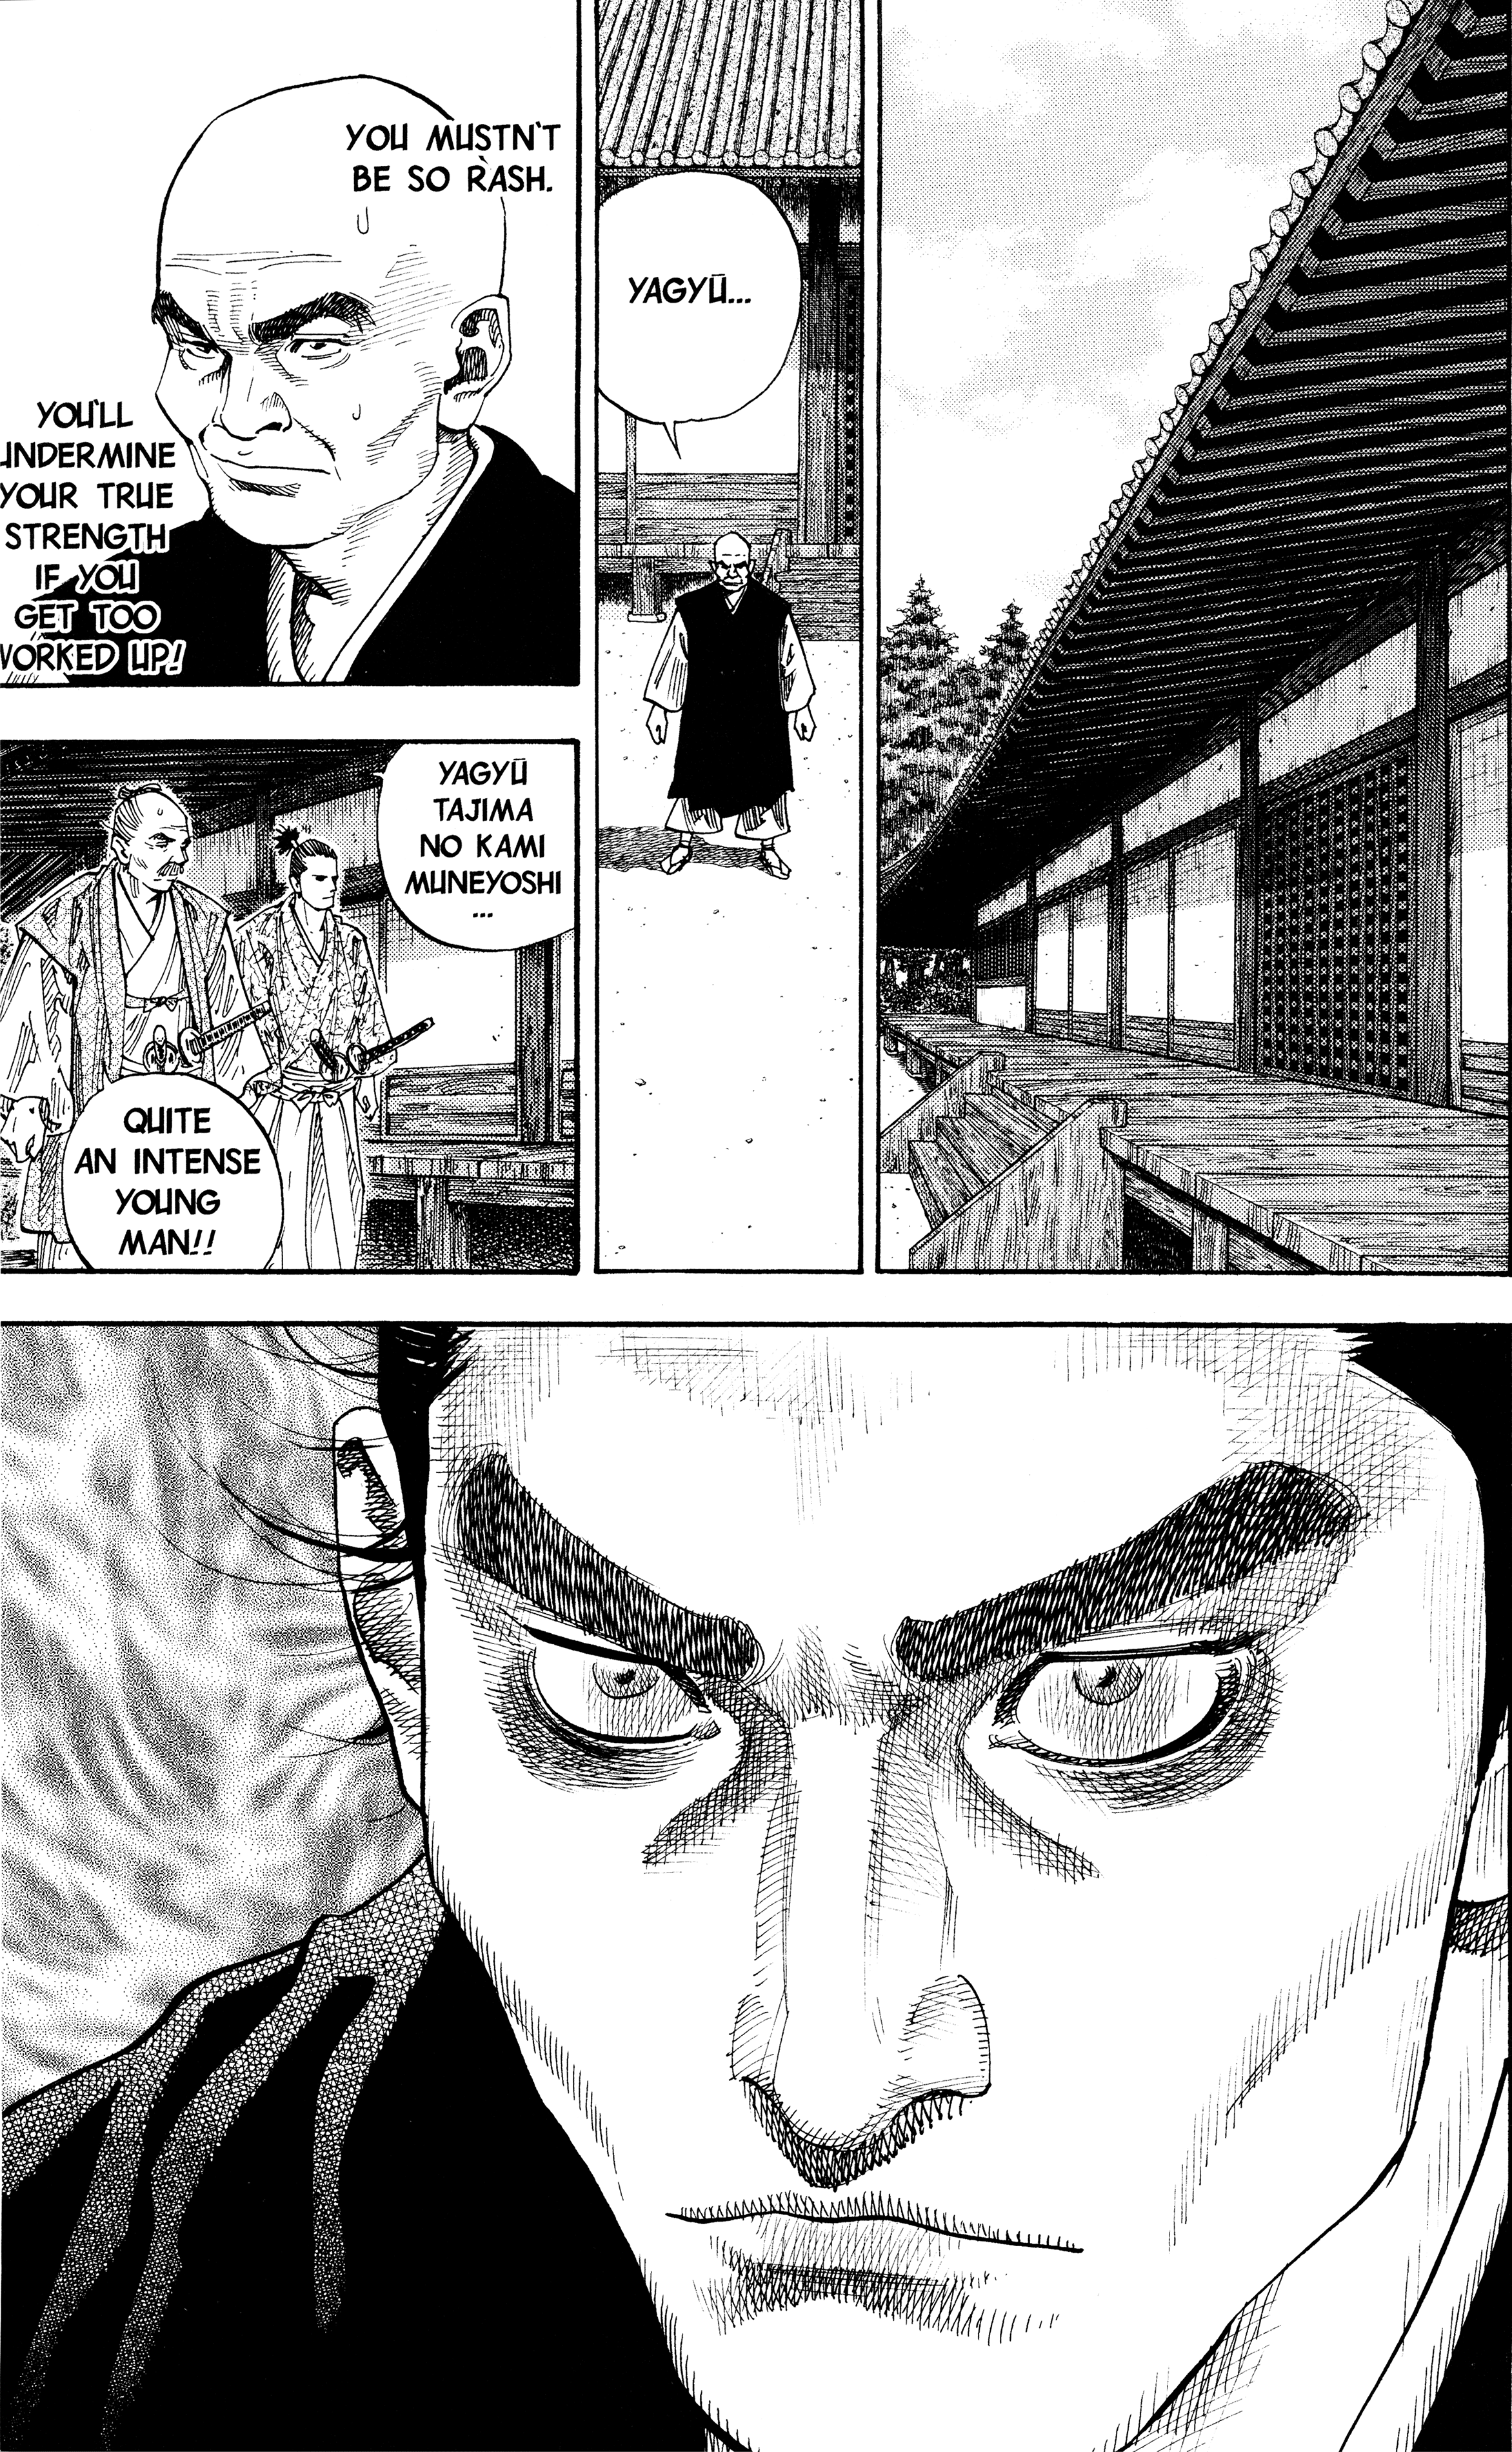 YAGYŪ...
YOU MUSTN'T
BE SO RASH.
YOU'LL
UNDERMINE
YOUR TRUE
STRENGTH
IF YOU
GET TOO
WORKED UP!
YAGYŪ
TAJIMA
NO KAMI
MUNEYOSHI
...
QUITE
AN INTENSE
YOUNG
MAN!!